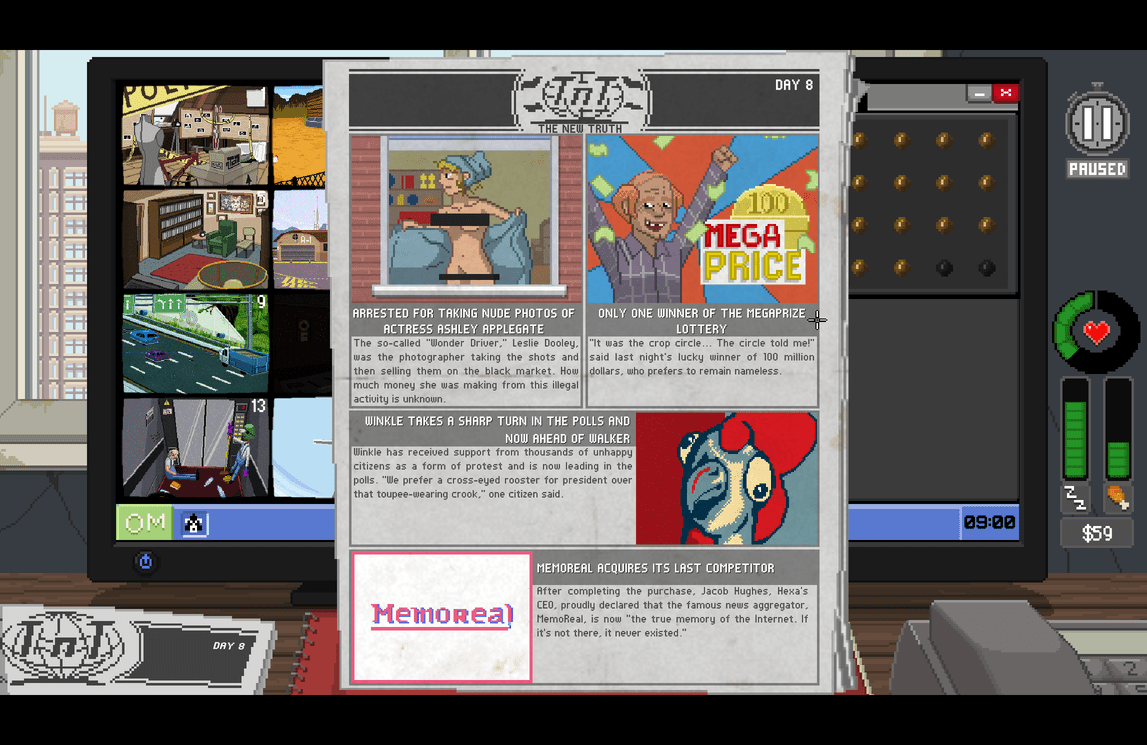 POLI
TnT
THE NEW TRUTH
DAY 8
100
MEGA
PRICE
ARRESTED FOR TAKING NUDE PHOTOS OF
ACTRESS ASHLEY APPLEGATE
The so-called "Wonder Driver," Leslie Dooley,
was the photographer taking the shots and
then selling them on the black market. How
much money she was making from this illegal
activity is unknown.
ONLY ONE WINNER OF THE MEGAPRIZE
LOTTERY
"It was the crop circle... The circle told me!"
said last night's lucky winner of 100 million
dollars, who prefers to remain nameless.
WINKLE TAKES A SHARP TURN IN THE POLLS AND
NOW AHEAD OF WALKER
Winkle has received support from thousands of unhappy
citizens as a form of protest and is now leading in the
polls. "We prefer a cross-eyed rooster for president over
that toupee-wearing crook," one citizen said.
Memoreal
MEMOREAL ACQUIRES ITS LAST COMPETITOR
After completing the purchase, Jacob Hughes, Hexa's
CEO, proudly declared that the famous news aggregator,
MemoReal, is now "the true memory of the Internet. If
it's not there, it never existed."
9
13
A-1
OM
09:00
PAUSED
$59
TnT
DAY 8